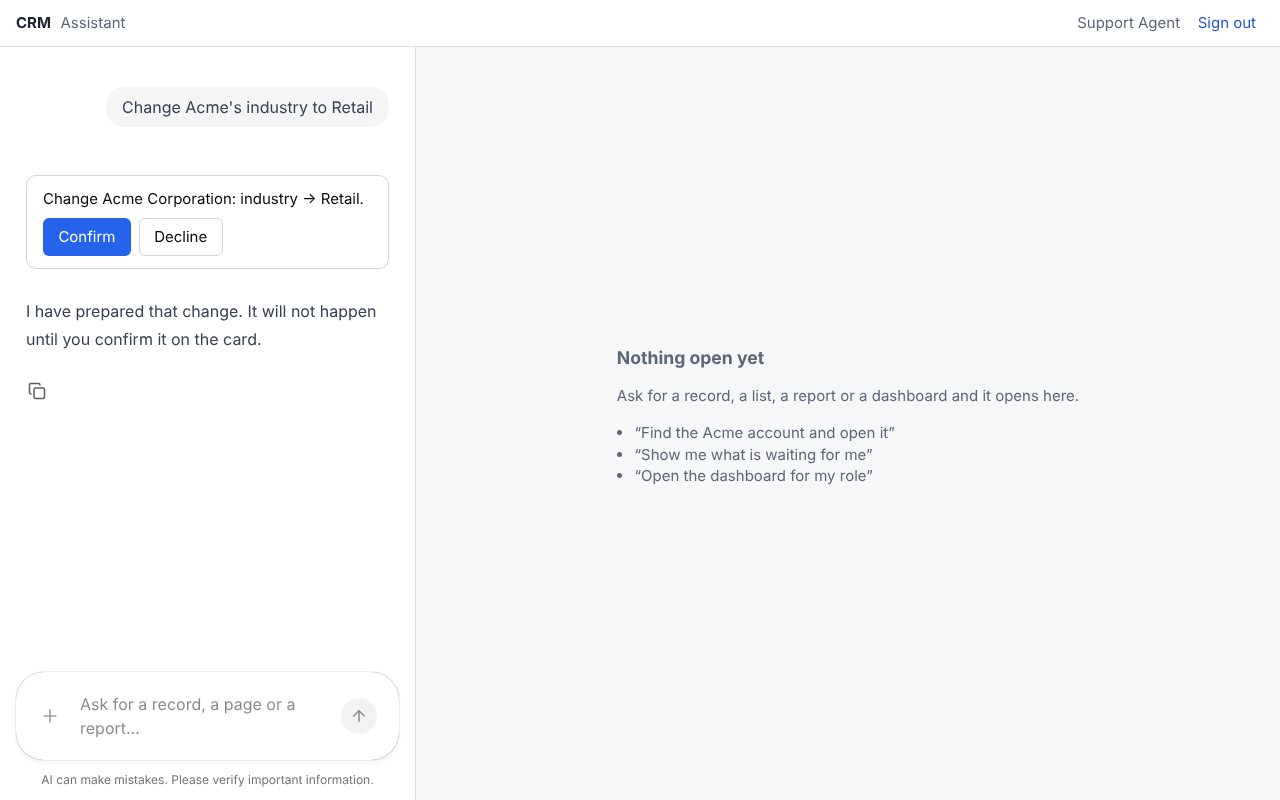 CRM Assistant
Support Agent
Sign out
Change Acme's industry to Retail
Change Acme Corporation: industry → Retail.
Confirm
Decline
I have prepared that change. It will not happen
until you confirm it on the card.
Nothing open yet
Ask for a record, a list, a report or a dashboard and it opens here.
• “Find the Acme account and open it”
• “Show me what is waiting for me”
• “Open the dashboard for my role”
Ask for a record, a page or a
report...
AI can make mistakes. Please verify important information.